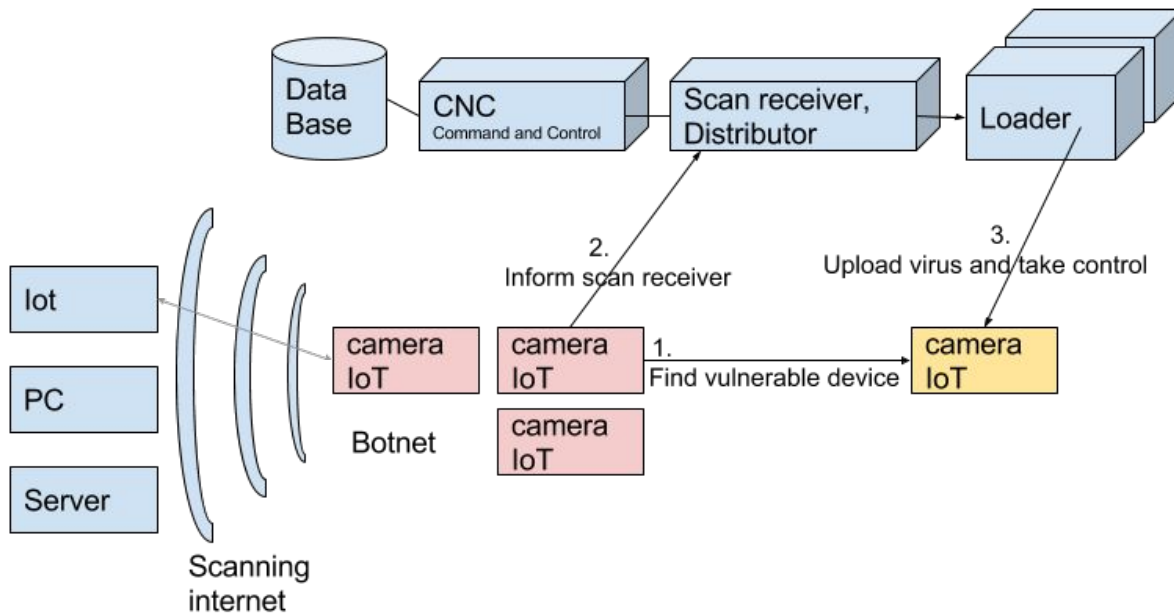 Data
Base
CNC
Command and Control
Scan receiver,
Distributor
Loader
2.
Inform scan receiver
3.
Upload virus and take control
Iot
PC
Server
camera
IoT
camera
IoT
1.
Find vulnerable device
camera
IoT
Botnet
camera
IoT
Scanning
internet